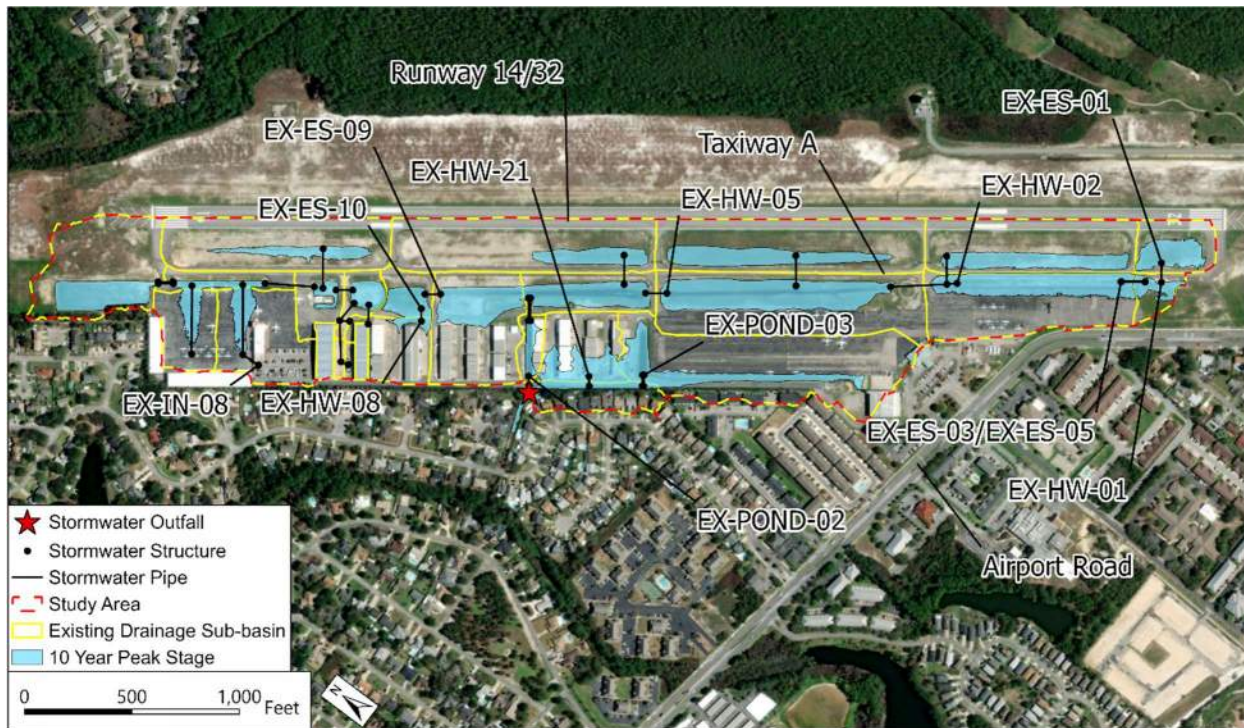 Runway 14/32
EX-ES-01
EX-ES-09
Taxiway A
EX-HW-21
EX-HW-02
EX-HW-05
EX-ES-10
32
EX-POND-03
EX-IN-08
EX-HW-08
EX-ES-03/EX-ES-05
EX-HW-01
EX-POND-02
Airport Road
Stormwater Outfall
Stormwater Structure
Stormwater Pipe
Study Area
Existing Drainage Sub-basin
10 Year Peak Stage
0 500 1,000 Feet
N